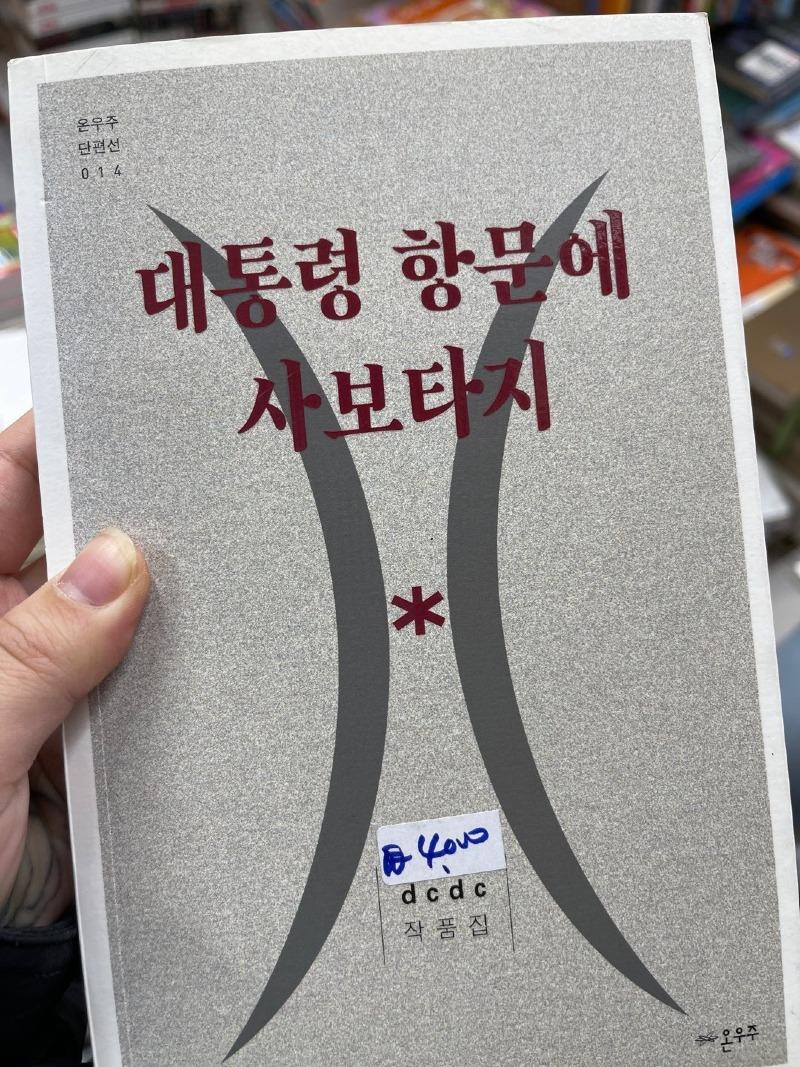 온우주
단편선
014
대통령 항문에
사보타지
*
4,000
dcdc
작품집
온우주